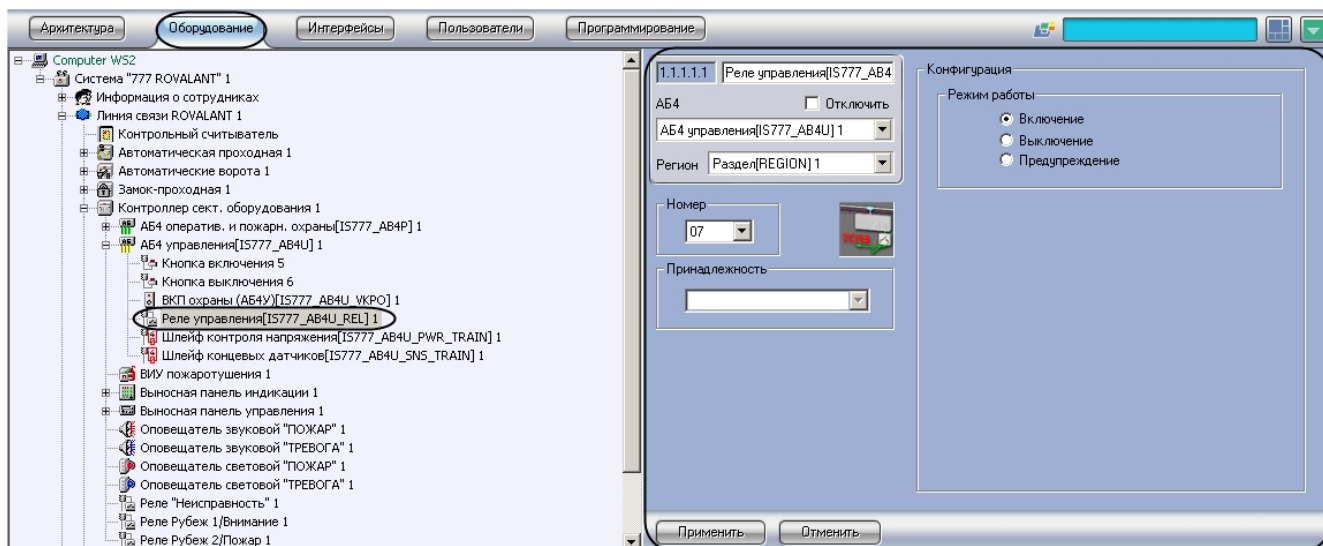 Архитектура Оборудование Интерфейсы Пользователи Программирование
Computer WS2
Система "777 ROVALANT" 1
Информация о сотрудниках
Линия связи ROVALANT 1
Контрольный считыватель
Автоматическая проходная 1
Автоматические ворота 1
Замок-проходная 1
Контроллер сект. оборудования 1
АБ4 оператив. и пожарн. охраны[IS777_AB4P] 1
АБ4 управления[IS777_AB4U] 1
Кнопка включения 5
Кнопка выключения 6
ВКП охраны (АБ4У)[IS777_AB4U_VKPO] 1
Реле управления[IS777_AB4U_REL] 1
Шлейф контроля напряжения[IS777_AB4U_PWR_TRAIN] 1
Шлейф концевых датчиков[IS777_AB4U_SNS_TRAIN] 1
ВИУ пожаротушения 1
Выносная панель индикации 1
Выносная панель управления 1
Оповещатель звуковой "ПОЖАР" 1
Оповещатель звуковой "ТРЕВОГА" 1
Оповещатель световой "ПОЖАР" 1
Оповещатель световой "ТРЕВОГА" 1
Реле "Неисправность" 1
Реле Рубеж 1/Внимание 1
Реле Рубеж 2/Пожар 1
1.1.1.1.1 Реле управления[IS777_AB4
АБ4 Отключить
АБ4 управления[IS777_AB4U] 1
Регион Раздел[REGION] 1
Номер
07
Принадлежность
Конфигурация
Режим работы
Включение
Выключение
Предупреждение
Применить Отменить